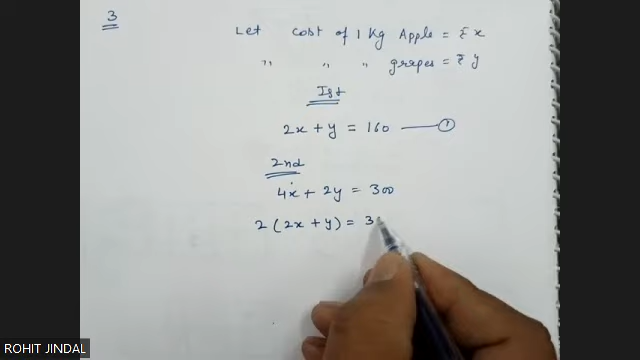 3
Let cost of 1 Kg Apple = ₹ x
" " " grapes = ₹ y
Ist
2x + y = 160 —— ①
2nd
4x + 2y = 300
2 ( 2x + y ) = 3
ROHIT JINDAL